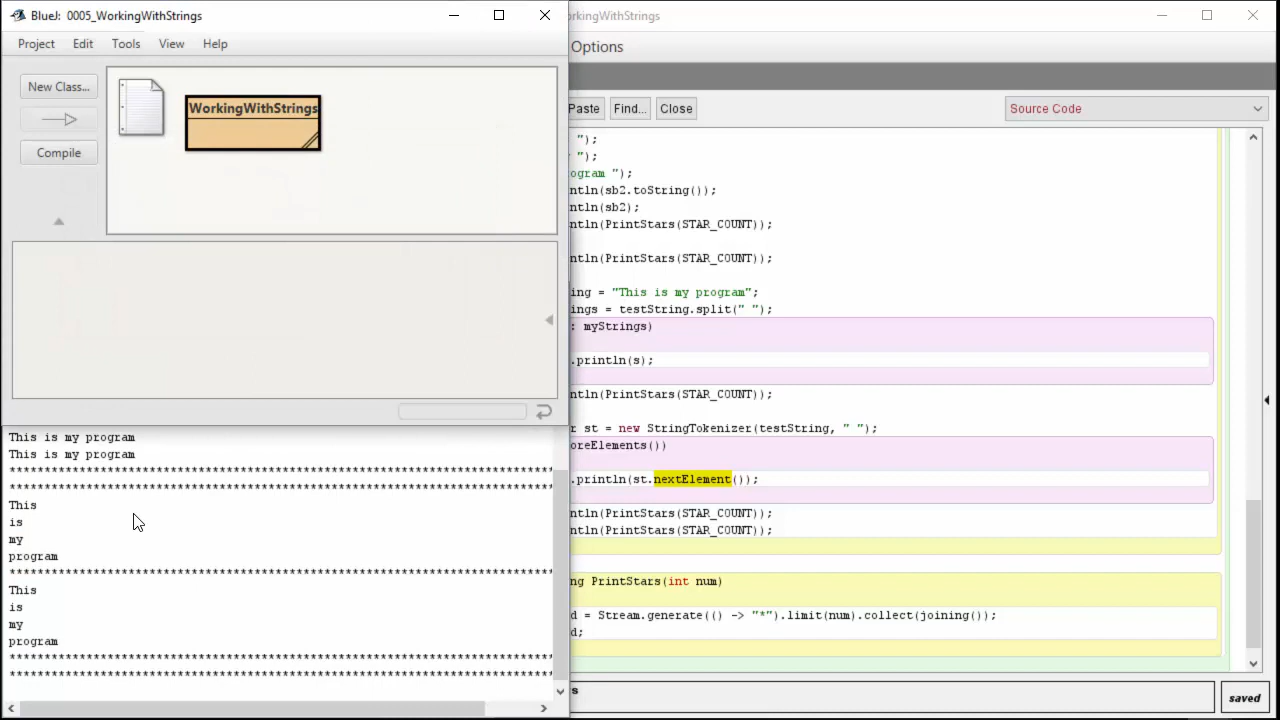 BlueJ: 0005_WorkingWithStrings
Project Edit Tools View Help
New Class...
Compile
WorkingWithStrings
This is my program
This is my program
************************************************************************************
************************************************************************************
This
is
my
program
************************************************************************************
This
is
my
program
************************************************************************************
************************************************************************************
rkingWithStrings
Options
Paste Find... Close
Source Code
");
");
ogram ");
ntln(sb2.toString());
ntln(sb2);
ntln(PrintStars(STAR_COUNT));
ntln(PrintStars(STAR_COUNT));
ing = "This is my program";
ings = testString.split(" ");
: myStrings)
.println(s);
ntln(PrintStars(STAR_COUNT));
r st = new StringTokenizer(testString, " ");
oreElements())
.println(st.nextElement());
ntln(PrintStars(STAR_COUNT));
ntln(PrintStars(STAR_COUNT));
ng PrintStars(int num)
d = Stream.generate(() -> "*").limit(num).collect(joining());
d;
s
saved